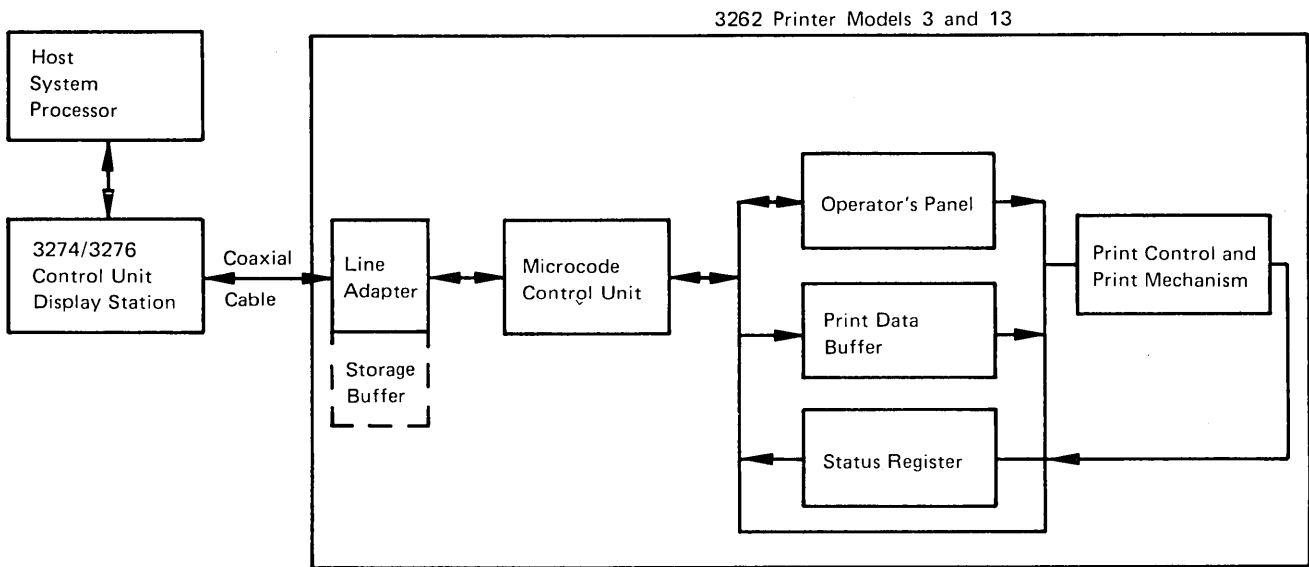 3262 Printer Models 3 and 13
Host
System
Processor
3274/3276
Control Unit
Display Station
Coaxial
Cable
Line
Adapter
Storage
Buffer
Microcode
Control Unit
Operator's Panel
Print Data
Buffer
Status Register
Print Control and
Print Mechanism